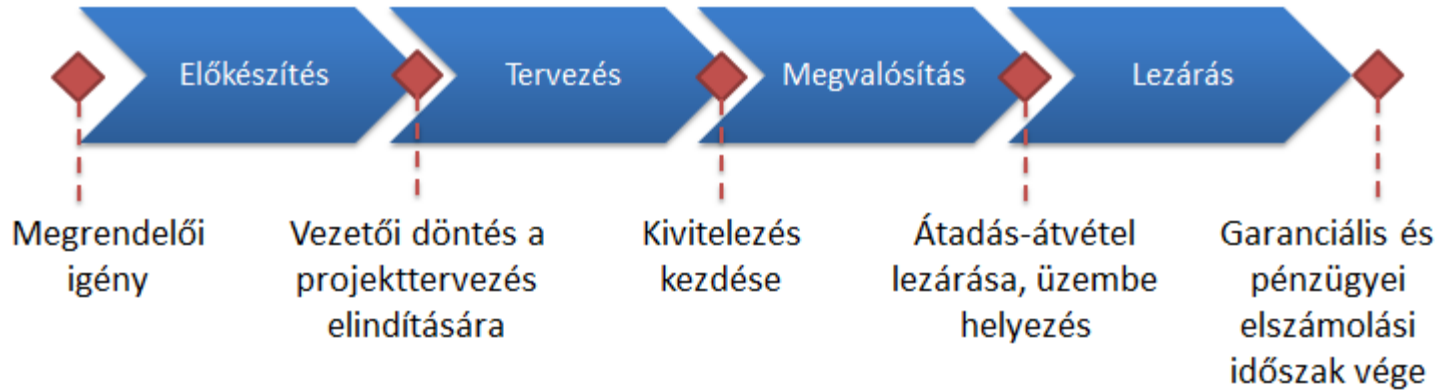 Előkészítés
Tervezés
Megvalósítás
Lezárás
Megrendelői
igény
Vezetői döntés a
projekttervezés
elindítására
Kivitelezés
kezdése
Átadás-átvétel
lezárása, üzembe
helyezés
Garanciális és
pénzügyei
elszámolási
időszak vége